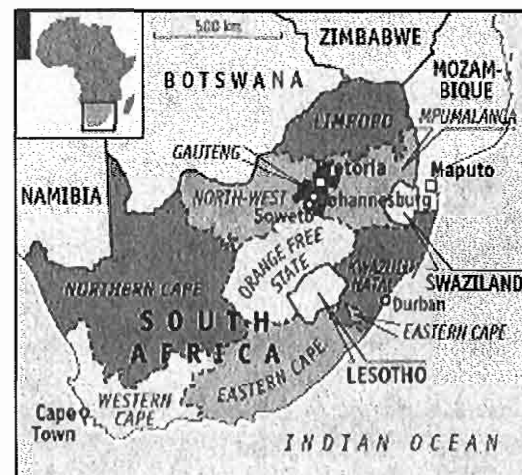 500 km
ZIMBABWE
BOTSWANA
MOZAM-
BIQUE
LIMPOPO
MPUMALANGA
GAUTENG
Pretoria
Maputo
NAMIBIA
NORTH-WEST
Johannesburg
Soweto
ORANGE FREE
STATE
KWAZULU
NATAL
SWAZILAND
NORTHERN CAPE
Durban
SOUTH
AFRICA
EASTERN CAPE
EASTERN CAPE
LESOTHO
WESTERN
CAPE
Cape
Town
INDIAN OCEAN